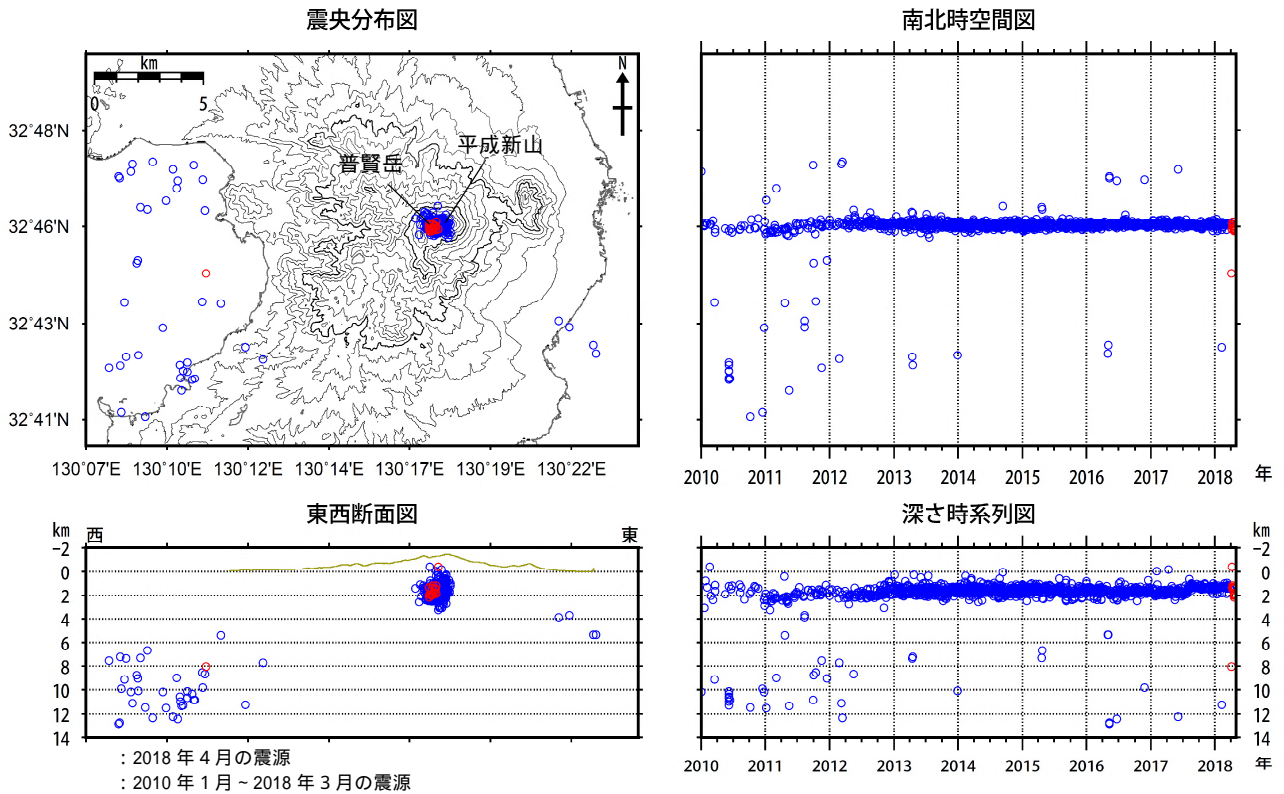 震央分布図
km
0 5
N
32°48'N
32°46'N
32°43'N
32°41'N
普賢岳
平成新山
130°07'E 130°10'E 130°12'E 130°14'E 130°17'E 130°19'E 130°22'E
南北時空間図
2010 2011 2012 2013 2014 2015 2016 2017 2018 年
東西断面図
km 西 東
-2
0
2
4
6
8
10
12
14
深さ時系列図
km
-2
0
2
4
6
8
10
12
14
2010 2011 2012 2013 2014 2015 2016 2017 2018 年
: 2018 年 4 月の震源
: 2010 年 1 月 ~ 2018 年 3 月の震源